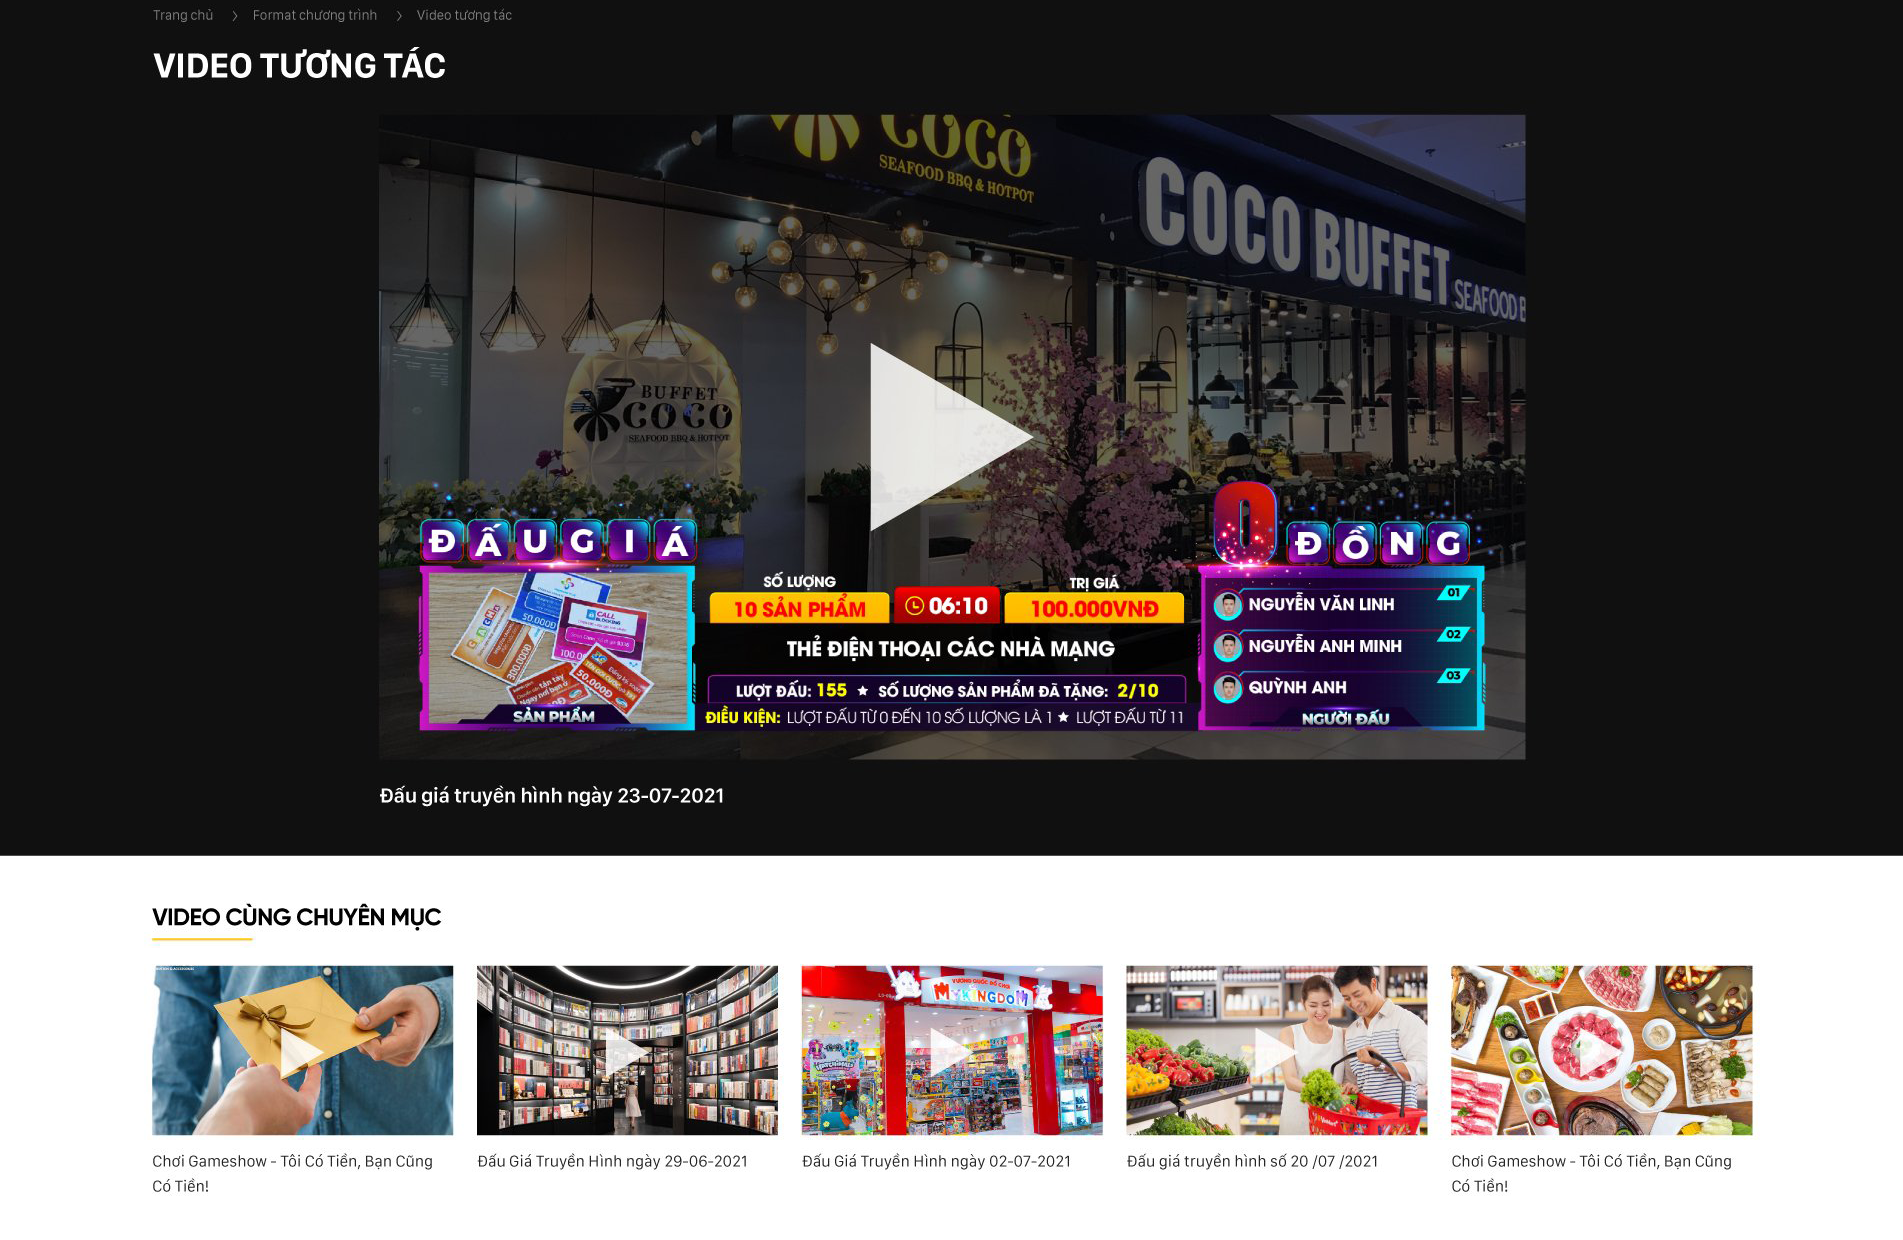 Trang chủ > Format chương trình > Video tương tác
VIDEO TƯƠNG TÁC
COCO
SEAFOOD BBQ & HOTPOT
COCO BUFFET
SEAFOOD B
BUFFET
COCO
SEAFOOD BBQ & HOTPOT
ĐẤU GIÁ
0 ĐỒNG
SẢN PHẨM
SỐ LƯỢNG
10 SẢN PHẨM
06:10
TRỊ GIÁ
100.000VNĐ
THẺ ĐIỆN THOẠI CÁC NHÀ MẠNG
LƯỢT ĐẤU: 155 ★ SỐ LƯỢNG SẢN PHẨM ĐÃ TẶNG: 2/10
ĐIỀU KIỆN: LƯỢT ĐẤU TỪ 0 ĐẾN 10 SỐ LƯỢNG LÀ 1 ★ LƯỢT ĐẤU TỪ 11
01
NGUYỄN VĂN LINH
02
NGUYỄN ANH MINH
03
QUỲNH ANH
NGƯỜI ĐẤU
Đấu giá truyền hình ngày 23-07-2021
VIDEO CÙNG CHUYÊN MỤC
VƯƠNG QUỐC ĐỒ CHƠI
MYKINGDOM
Chơi Gameshow - Tôi Có Tiền, Bạn Cũng
Có Tiền!
Đấu Giá Truyền Hình ngày 29-06-2021
Đấu Giá Truyền Hình ngày 02-07-2021
Đấu giá truyền hình số 20 /07 /2021
Chơi Gameshow - Tôi Có Tiền, Bạn Cũng
Có Tiền!